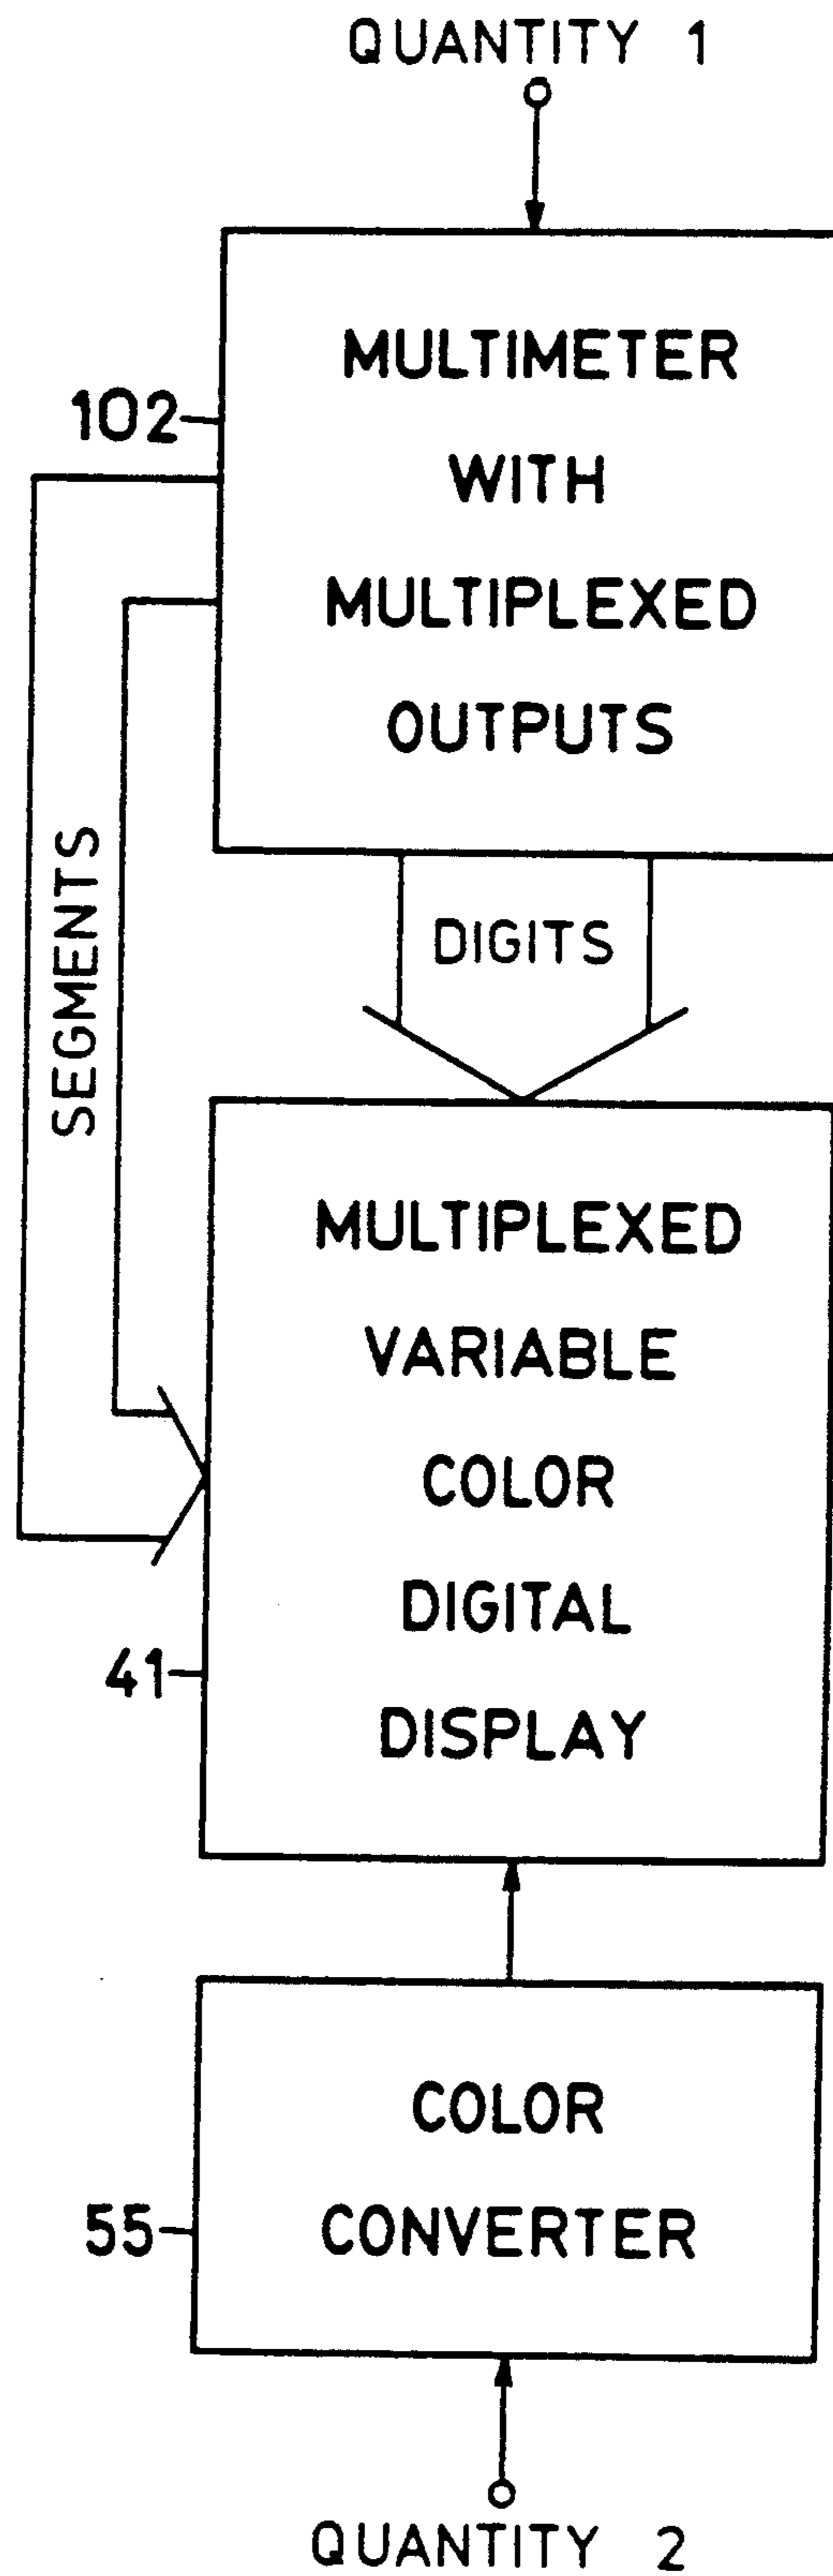 QUANTITY 1
102
MULTIMETER
WITH
MULTIPLEXED
OUTPUTS
SEGMENTS
DIGITS
MULTIPLEXED
VARIABLE
COLOR
DIGITAL
DISPLAY
41
COLOR
CONVERTER
55
QUANTITY 2